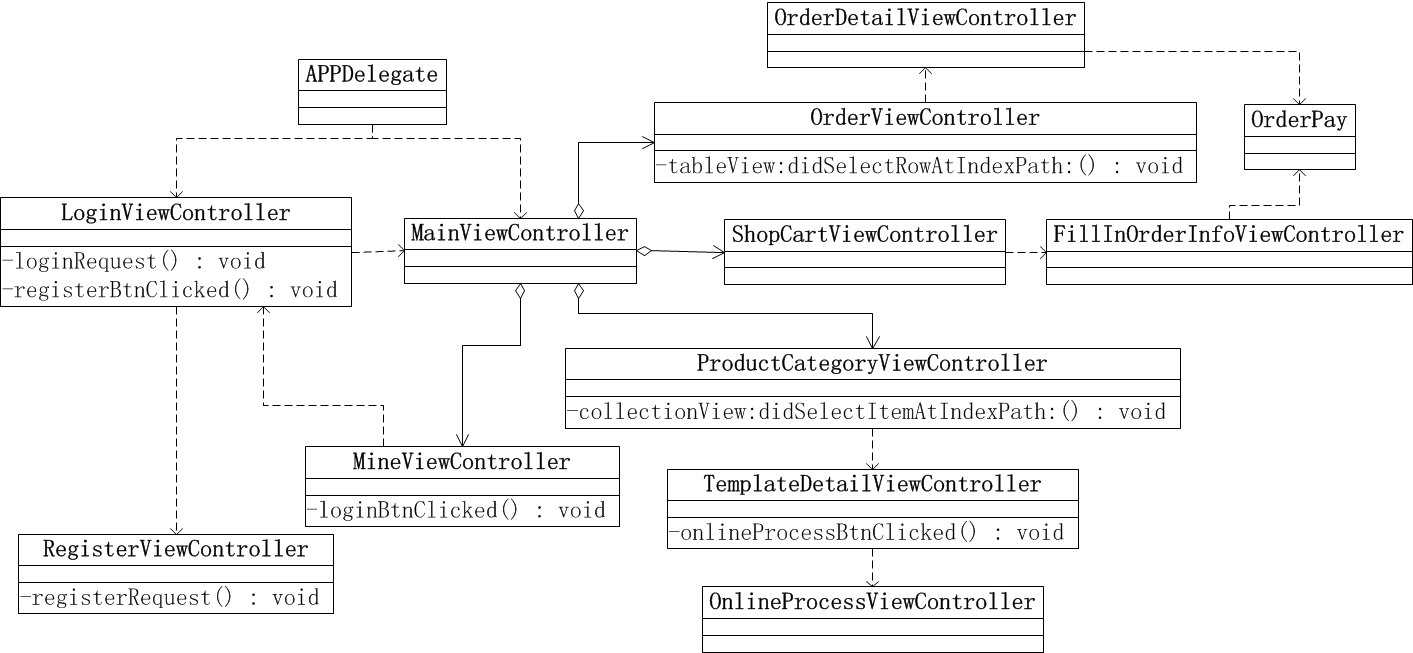 OrderDetailViewController
APPDelegate
OrderViewController
-tableView:didSelectRowAtIndexPath:() : void
OrderPay
LoginViewController
-loginRequest() : void
-registerBtnClicked() : void
MainViewController
ShopCartViewController
FillInOrderInfoViewController
ProductCategoryViewController
-collectionView:didSelectItemAtIndexPath:() : void
MineViewController
-loginBtnClicked() : void
TemplateDetailViewController
-onlineProcessBtnClicked() : void
RegisterViewController
-registerRequest() : void
OnlineProcessViewController